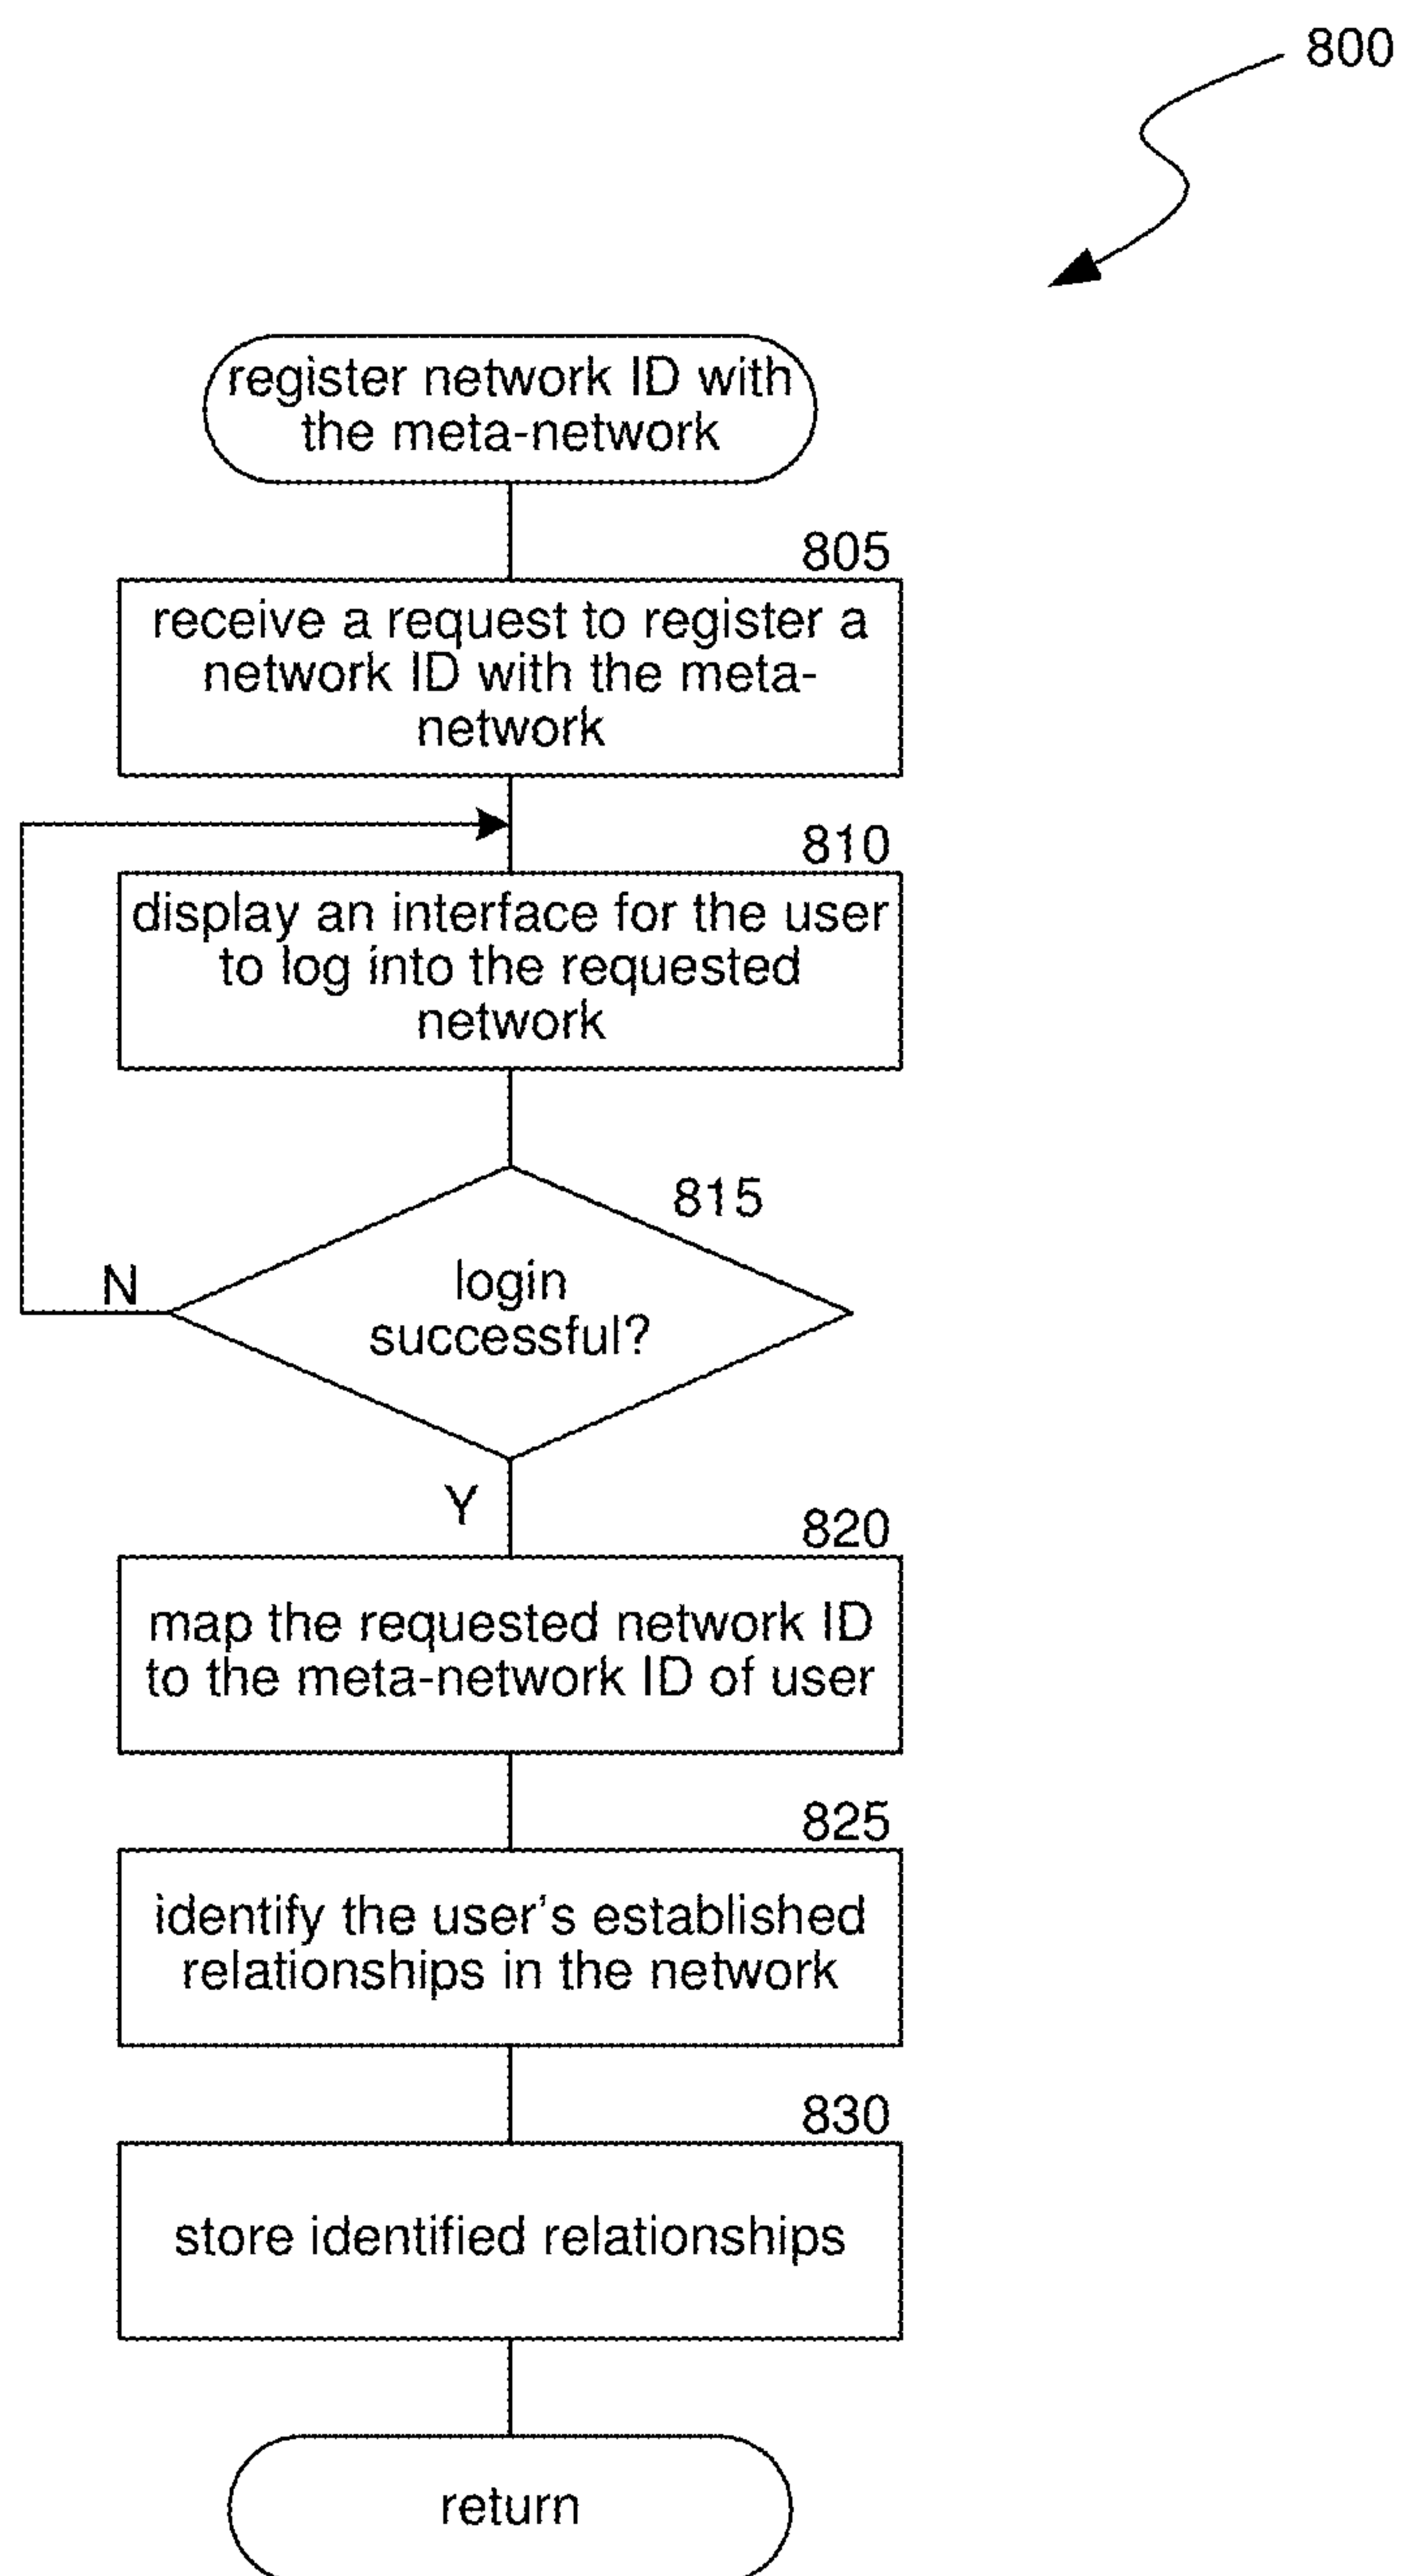 800
register network ID with
the meta-network
805
receive a request to register a
network ID with the meta-
network
810
display an interface for the user
to log into the requested
network
815
login
successful?
N
Y
820
map the requested network ID
to the meta-network ID of user
825
identify the user's established
relationships in the network
830
store identified relationships
return